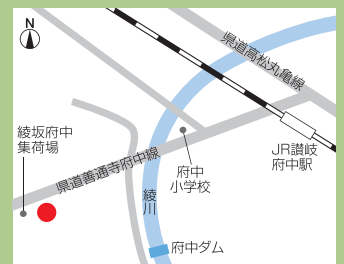 N
県道高松丸亀線
綾坂府中
集荷場
県道善通寺府中線
綾川
府中
小学校
JR讃岐
府中駅
府中ダム